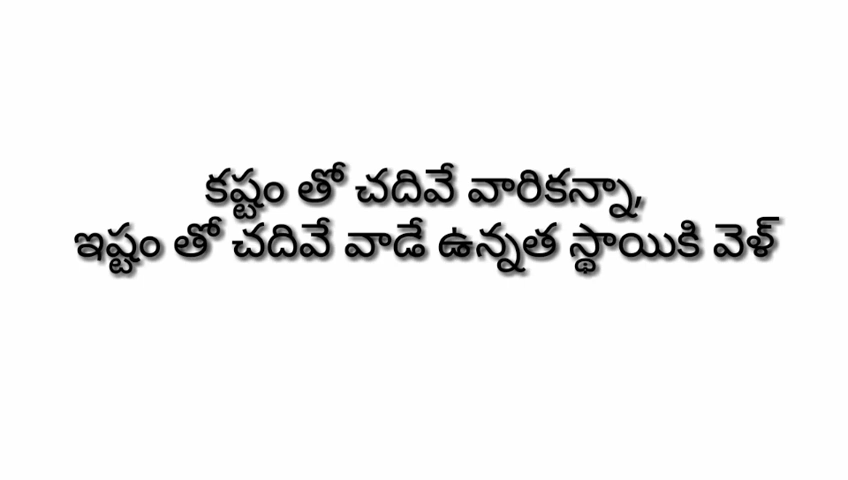 కష్టం తో చదివే వారికన్నా,
ఇష్టం తో చదివే వాడే ఉన్నత స్థాయికి వెళ్